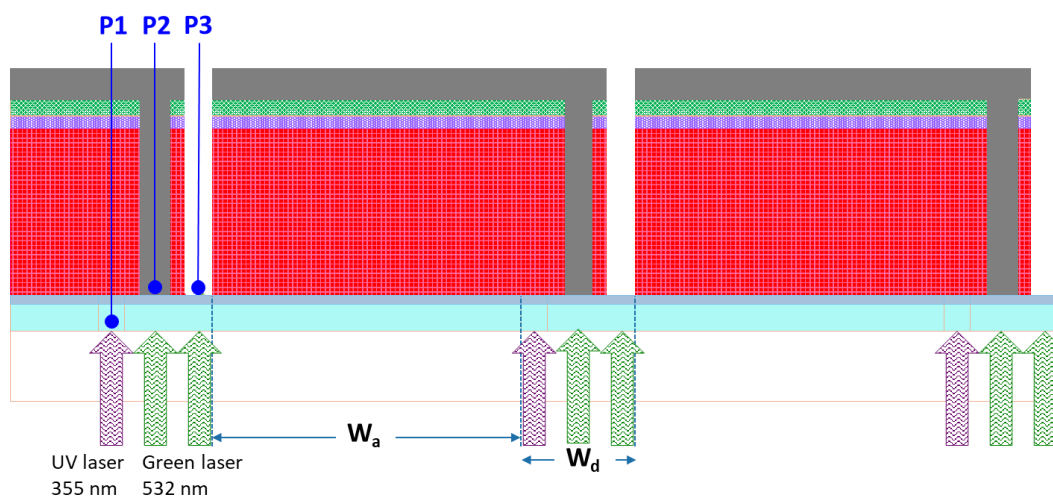 P1 P2 P3
Wa
Wd
UV laser Green laser
355 nm 532 nm